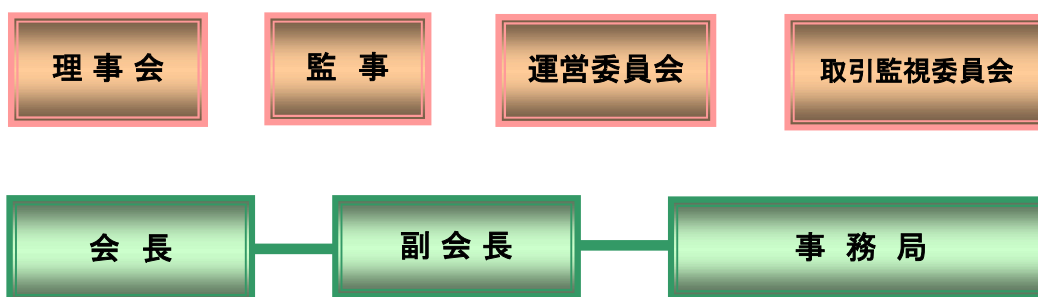 理事会
監事
運営委員会
取引監視委員会
会長
副会長
事務局